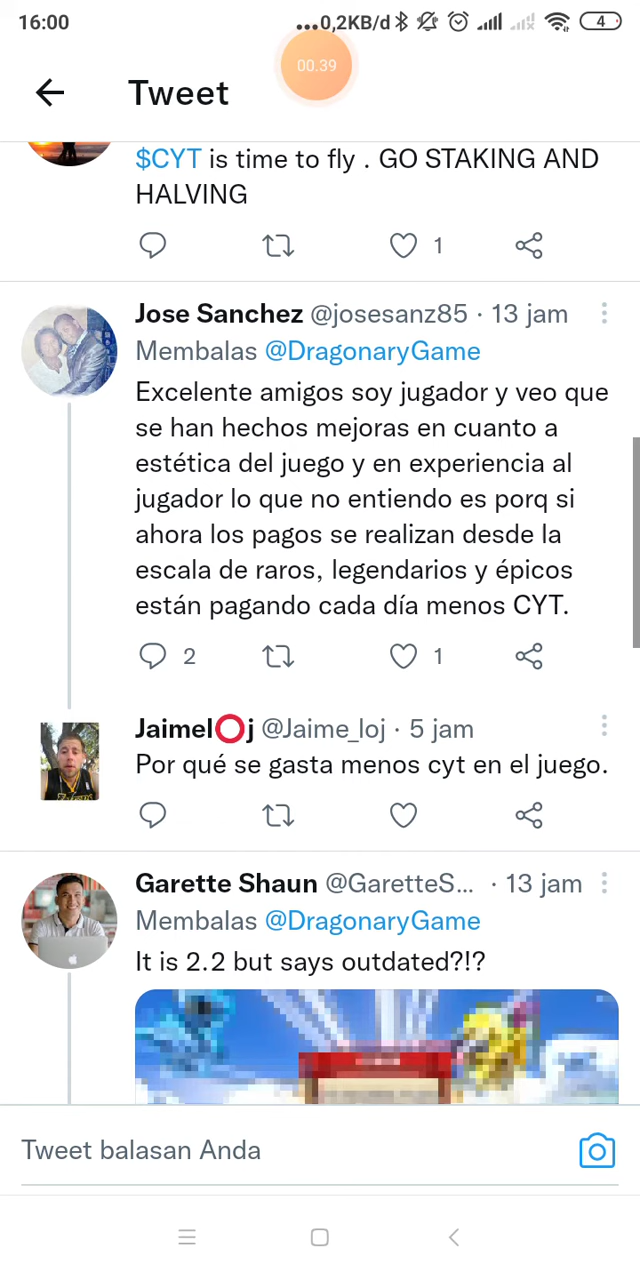 16:00
...0,2KB/d
4
00.39
Tweet
$CYT is time to fly . GO STAKING AND
HALVING
1
Jose Sanchez @josesanz85 · 13 jam
Membalas @DragonaryGame
Excelente amigos soy jugador y veo que
se han hechos mejoras en cuanto a
estética del juego y en experiencia al
jugador lo que no entiendo es porq si
ahora los pagos se realizan desde la
escala de raros, legendarios y épicos
están pagando cada día menos CYT.
2
1
Jaimel⭕j @Jaime_loj · 5 jam
Por qué se gasta menos cyt en el juego.
Garette Shaun @GaretteS... · 13 jam
Membalas @DragonaryGame
It is 2.2 but says outdated?!?
Tweet balasan Anda